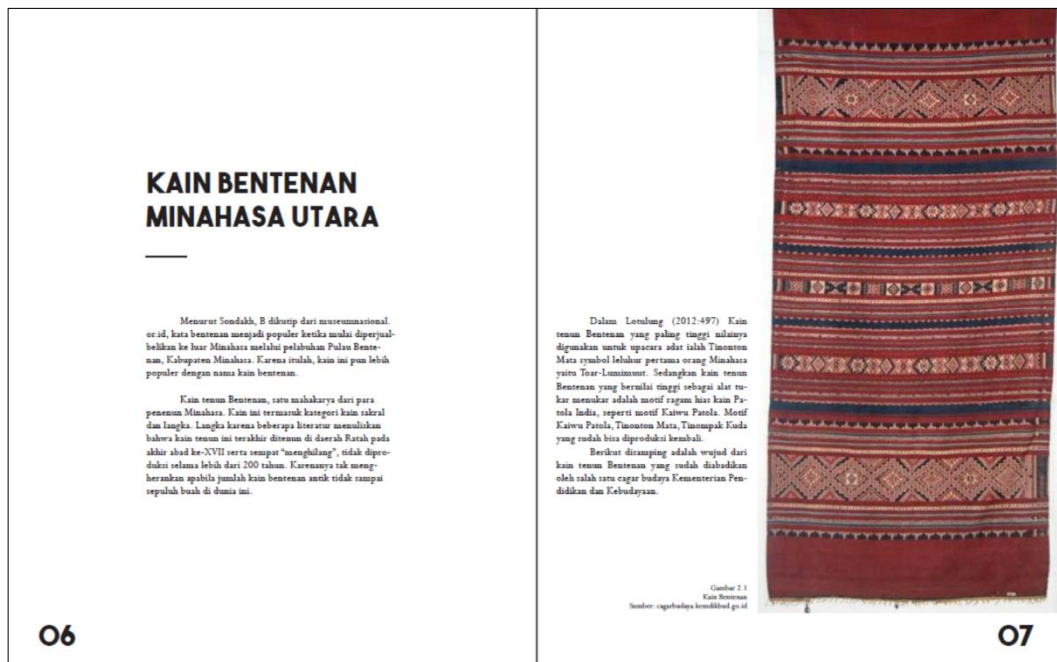 KAIN BENTENAN
MINAHASA UTARA
Menurut Sondakh, B dikutip dari museumnasional.
or.id, kata bentenan menjadi populer ketika mulai diperjual-
belikan ke luar Minahasa melalui pelabuhan Pulau Bente-
nan, Kabupaten Minahasa. Karena itulah, kain ini pun lebih
populer dengan nama kain bentenan.
Kain tenun Bentenan, satu mahakarya dari para
penenun Minahasa. Kain ini termasuk kategori kain sakral
dan langka. Langka karena beberapa literatur menuliskan
bahwa kain tenun ini terakhir ditenun di daerah Ratah pada
akhir abad ke-XVII serta sempat “menghilang”, tidak dipro-
duksi selama lebih dari 200 tahun. Karenanya tak meng-
herankan apabila jumlah kain bentenan antik tidak sampai
sepuluh buah di dunia ini.
06
Dalam Lotulung (2012:497) Kain
tenun Bentenan yang paling tinggi nilainya
digunakan untuk upacara adat ialah Tinonton
Mata symbol leluhur pertama orang Minahasa
yaitu Toar-Lumimuut. Sedangkan kain tenun
Bentenan yang bernilai tinggi sebagai alat tu-
kar menukar adalah motif ragam hias kain Pa-
tola India, seperti motif Kaiwu Patola. Motif
Kaiwu Patola, Tinonton Mata, Tinompak Kuda
yang sudah bisa diproduksi kembali.
Berikut disamping adalah wujud dari
kain tenun Bentenan yang sudah diabadikan
oleh salah satu cagar budaya Kementerian Pen-
didikan dan Kebudayaan.
Gambar 2.1
Kain Bentenan
Sumber: cagarbudaya.kemdikbud.go.id
07